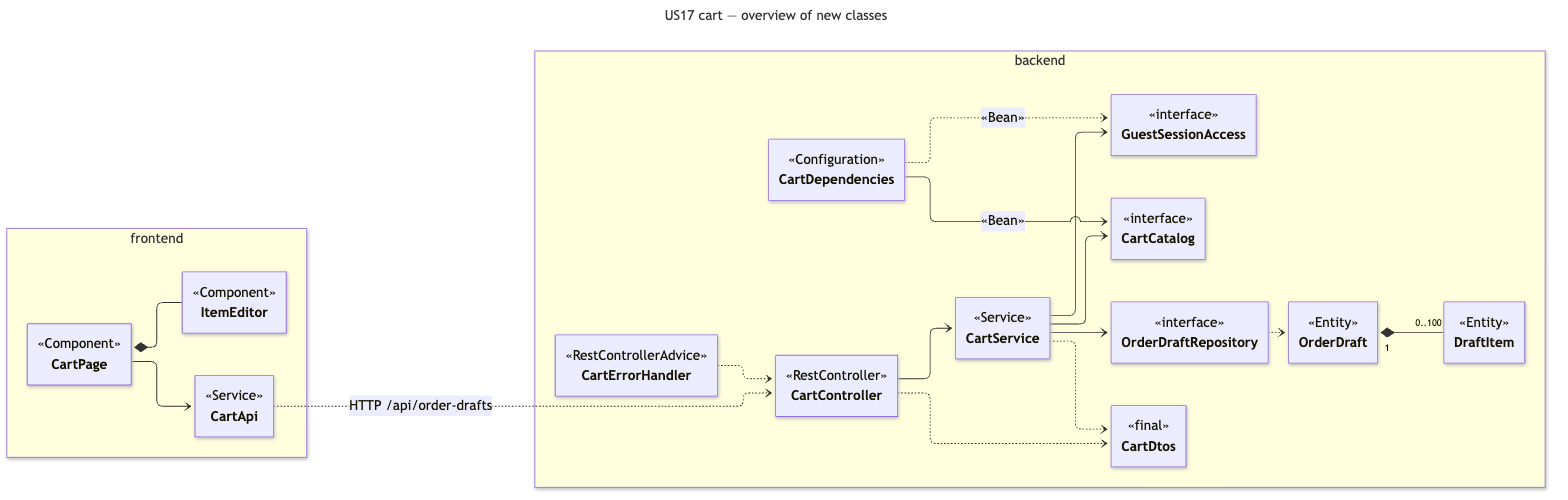 US17 cart — overview of new classes
frontend
«Component»
ItemEditor
«Component»
CartPage
«Service»
CartApi
HTTP /api/order-drafts
backend
«Configuration»
CartDependencies
«Bean»
«Bean»
«interface»
GuestSessionAccess
«interface»
CartCatalog
«RestControllerAdvice»
CartErrorHandler
«RestController»
CartController
«Service»
CartService
«interface»
OrderDraftRepository
«Entity»
OrderDraft
1
0..100
«Entity»
DraftItem
«final»
CartDtos